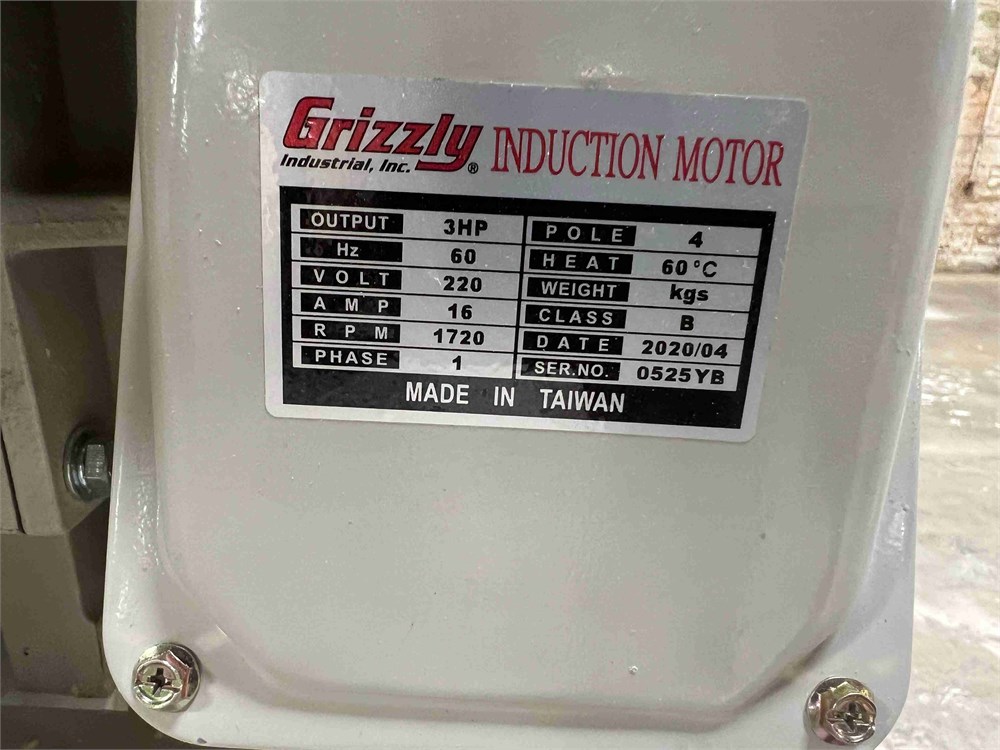 Grizzly ® INDUCTION MOTOR
Industrial, Inc.
OUTPUT 3HP POLE 4
Hz 60 HEAT 60°C
VOLT 220 WEIGHT kgs
AMP 16 CLASS B
RPM 1720 DATE 2020/04
PHASE 1 SER.NO. 0525YB
MADE IN TAIWAN